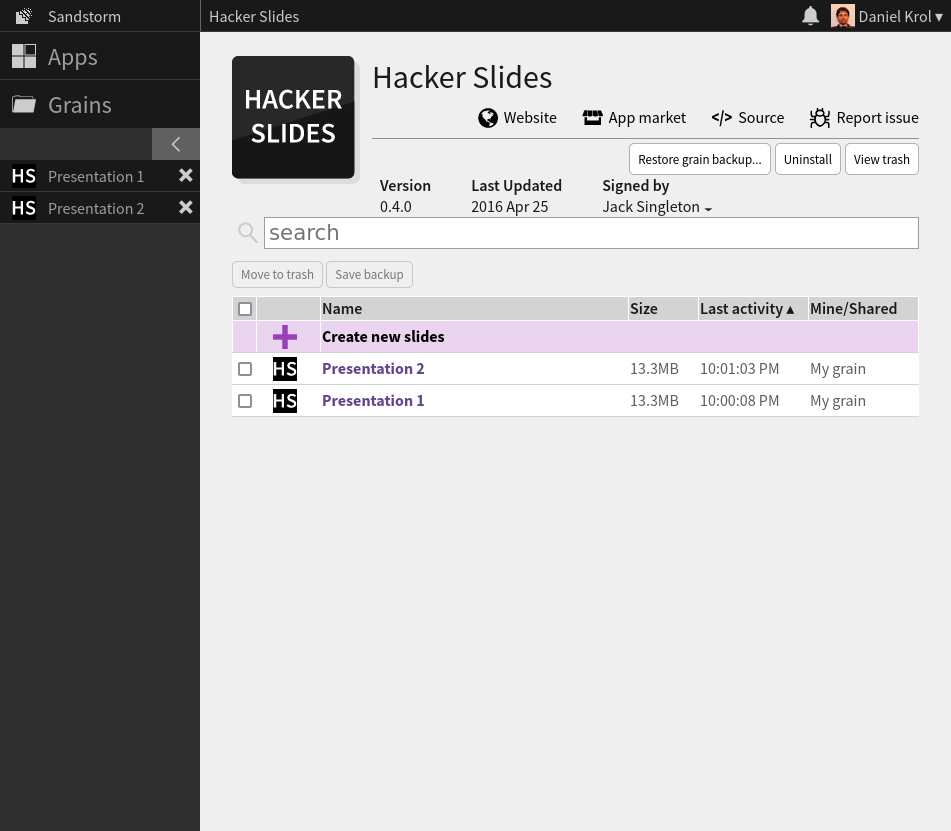 Sandstorm
Hacker Slides
Daniel Krol ▾
Apps
Grains
HS Presentation 1
HS Presentation 2
HACKER
SLIDES
Hacker Slides
Website
App market
</> Source
Report issue
Restore grain backup... Uninstall View trash
Version Last Updated Signed by
0.4.0 2016 Apr 25 Jack Singleton
search
Move to trash Save backup
Name Size Last activity ▴ Mine/Shared
Create new slides
HS Presentation 2 13.3MB 10:01:03 PM My grain
HS Presentation 1 13.3MB 10:00:08 PM My grain